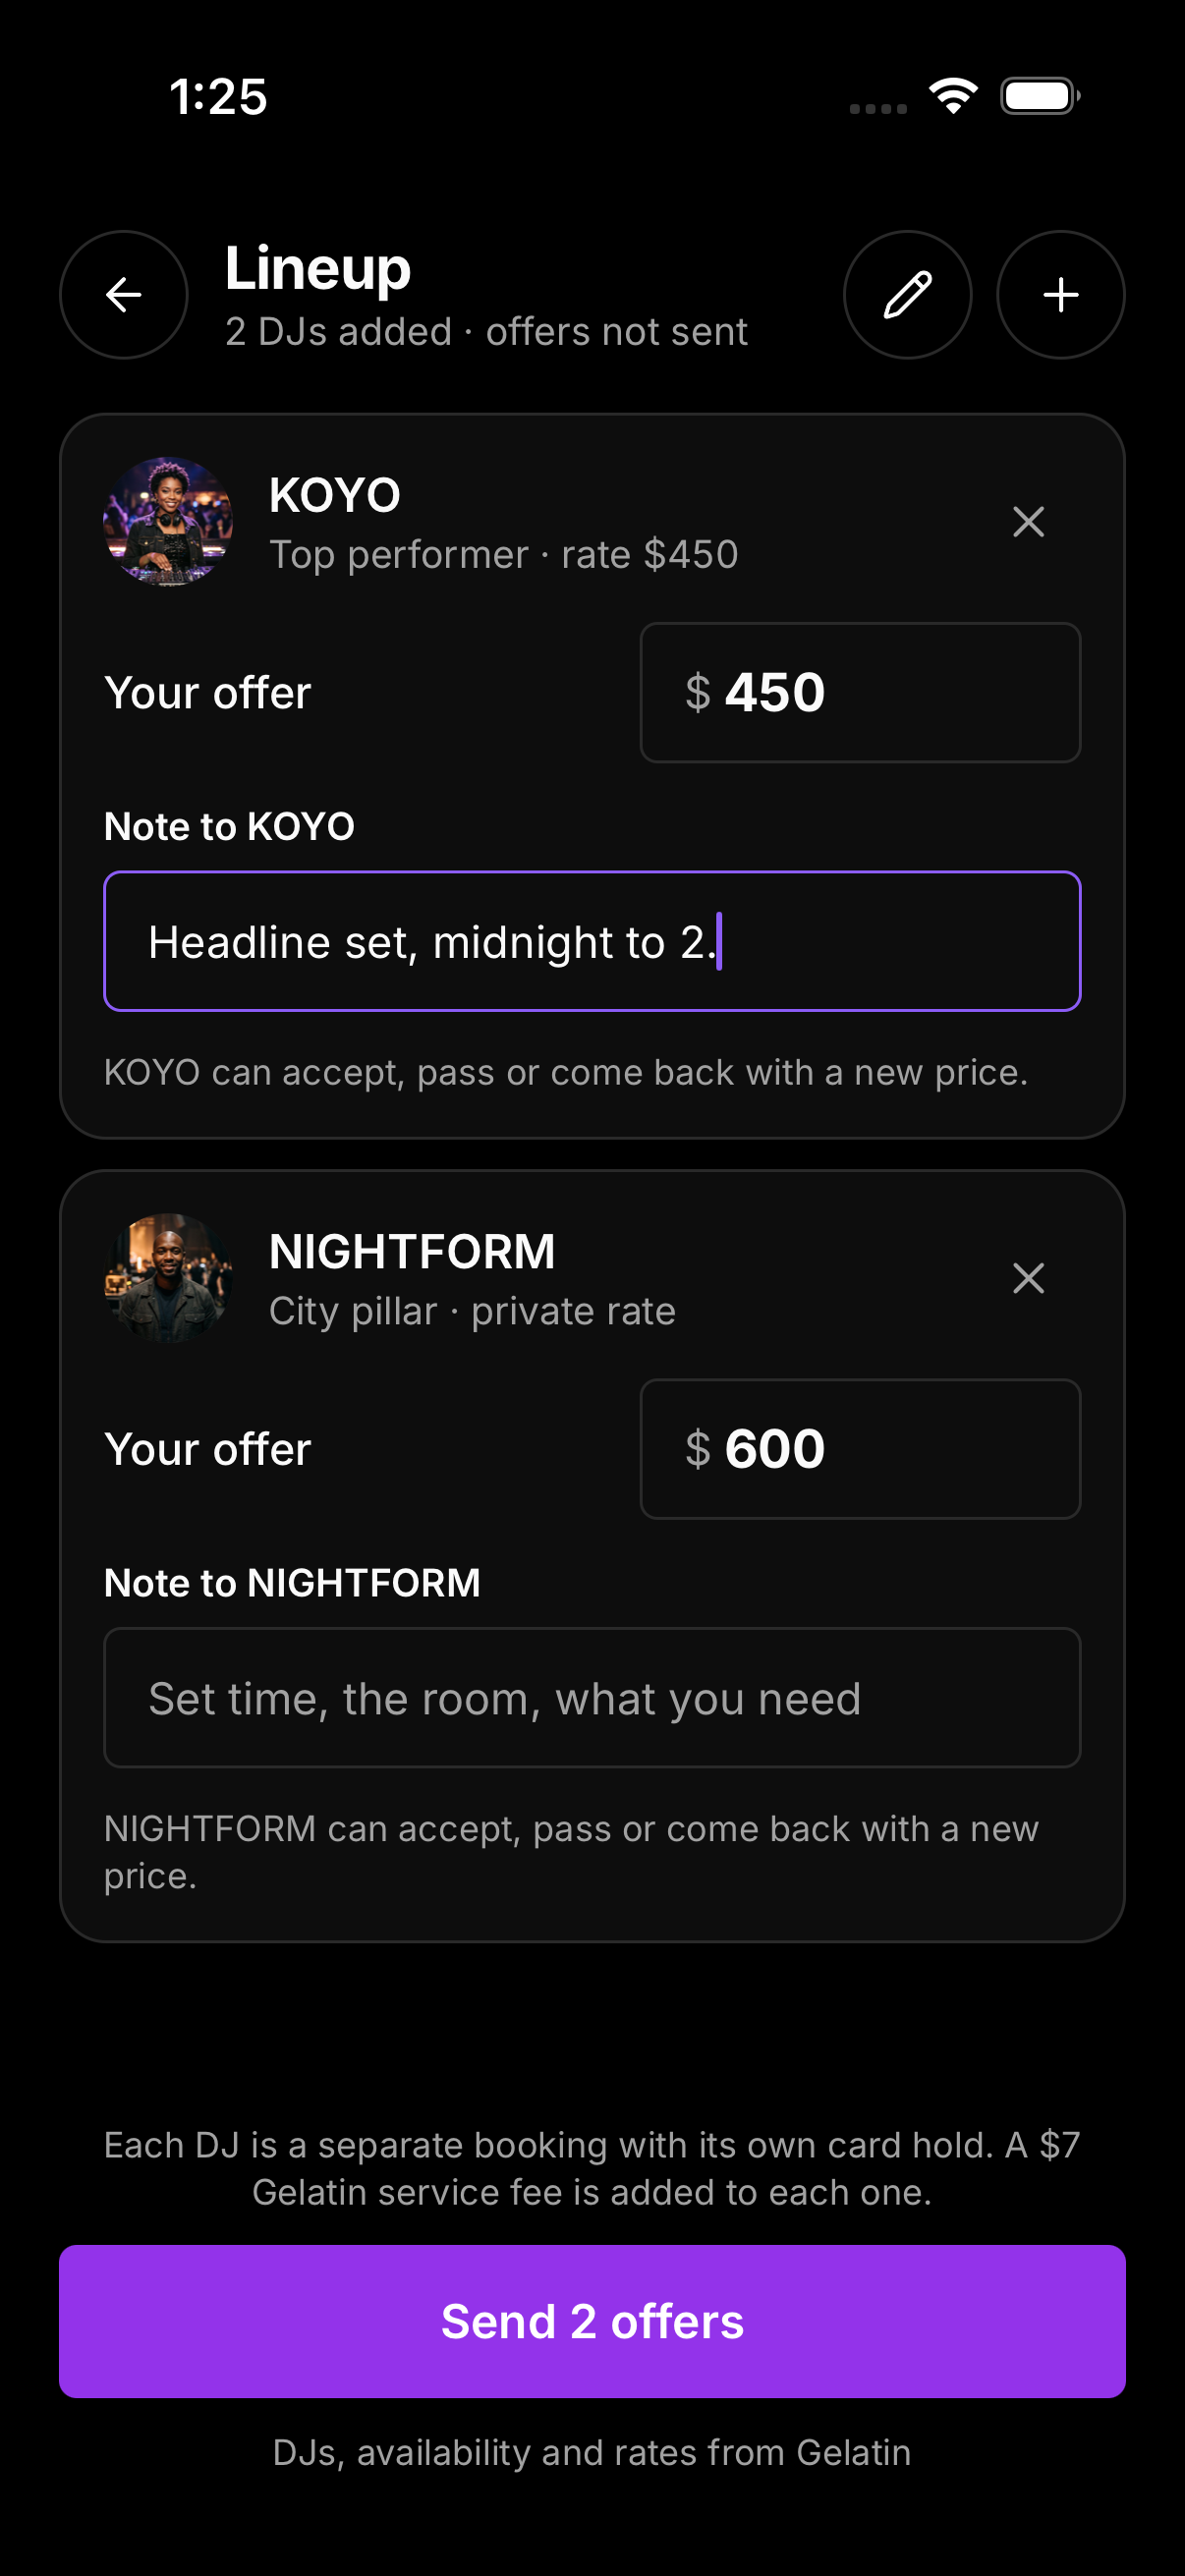 1:25
Lineup
2 DJs added · offers not sent
KOYO
Top performer · rate $450
Your offer
$ 450
Note to KOYO
Headline set, midnight to 2.
KOYO can accept, pass or come back with a new price.
NIGHTFORM
City pillar · private rate
Your offer
$ 600
Note to NIGHTFORM
Set time, the room, what you need
NIGHTFORM can accept, pass or come back with a new
price.
Each DJ is a separate booking with its own card hold. A $7
Gelatin service fee is added to each one.
Send 2 offers
DJs, availability and rates from Gelatin